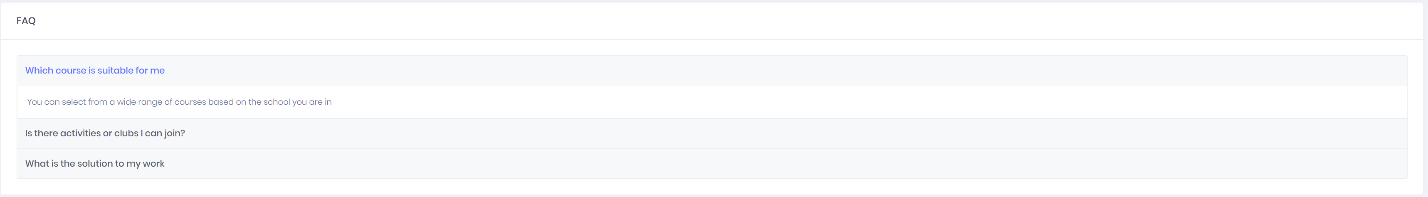 FAQ
Which course is suitable for me
You can select from a wide range of courses based on the school you are in
Is there activities or clubs I can join?
What is the solution to my work